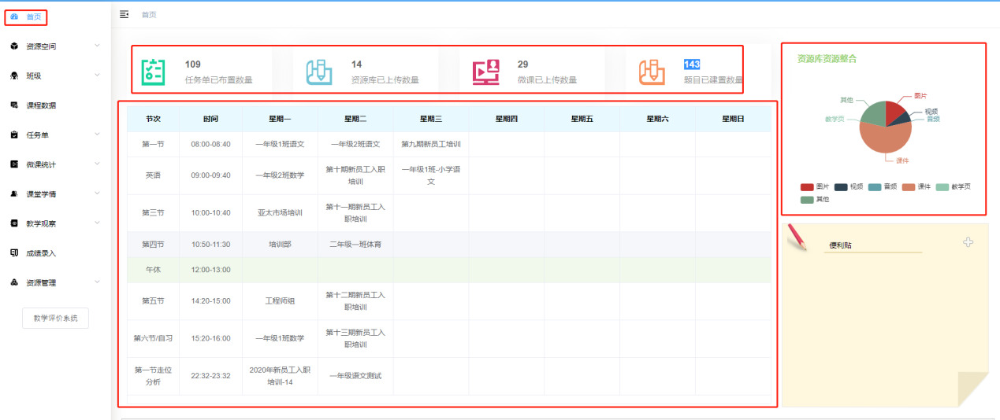 首页
资源空间
班级
课程数据
任务单
微课统计
课堂学情
教学观察
成绩录入
资源管理
教学评价系统
首页
109
任务单已布置数量
14
资源库已上传数量
29
微课已上传数量
143
题目已建置数量
节次 时间 星期一 星期二 星期三 星期四 星期五 星期六 星期日
第一节 08:00-08:40 一年级1班语文 一年级2班语文 第九期新员工培训
英语 09:00-09:40 一年级2班数学 第十期新员工入职 一年级1班-小学语
培训 文
第三节 10:00-10:40 亚太市场培训 第十一期新员工入
职培训
第四节 10:50-11:30 培训部 二年级一班体育
午休 12:00-13:00
第五节 14:20-15:00 工程师组 第十二期新员工入
职培训
第六节/自习 15:20-16:00 一年级1班数学 第十三期新员工入
职培训
第一节走位 22:32-23:32 2020年新员工入职 一年级语文测试
分析 培训-14
资源库资源整合
图片
其他
视频
教学页
音频
课件
图片 视频 音频 课件 教学页
其他
便利贴